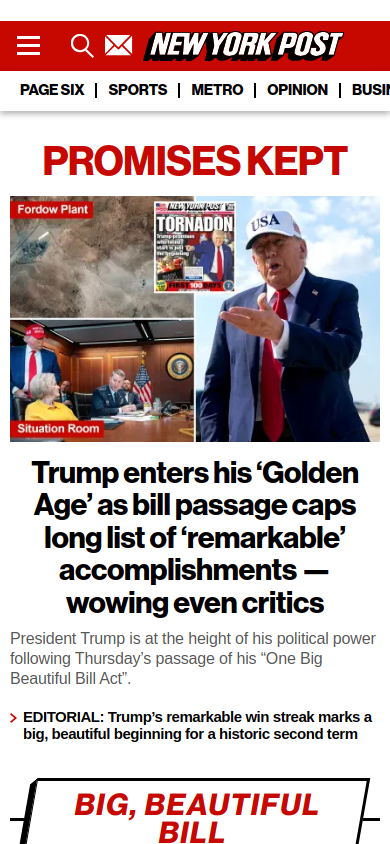 NEW YORK POST
PAGE SIX
SPORTS
METRO
OPINION
BUSIN
PROMISES KEPT
Fordow Plant
NEW YORK POST
TORNADON
FIRST 100 DAYS
USA
Situation Room
Trump enters his ‘Golden
Age’ as bill passage caps
long list of ‘remarkable’
accomplishments —
wowing even critics
President Trump is at the height of his political power
following Thursday’s passage of his “One Big
Beautiful Bill Act”.
EDITORIAL: Trump’s remarkable win streak marks a
big, beautiful beginning for a historic second term
BIG, BEAUTIFUL
BILL